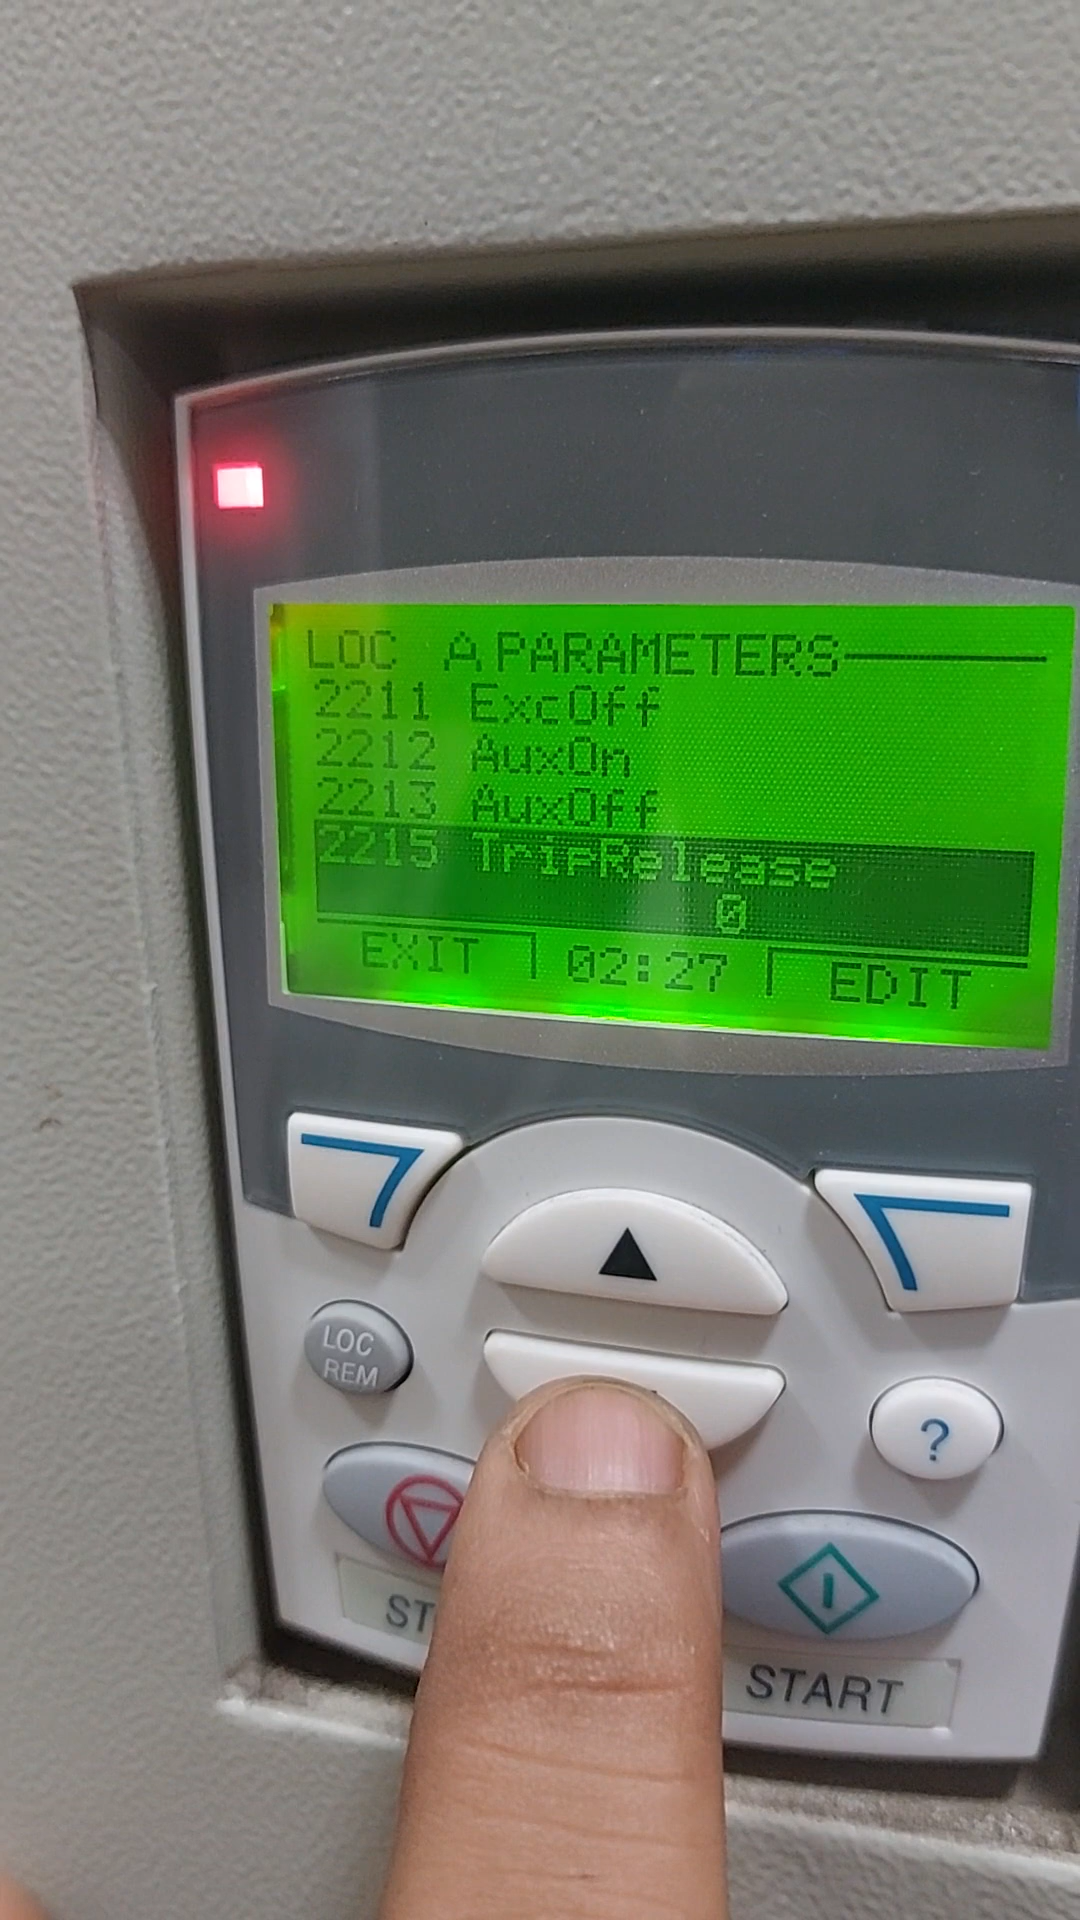 LOC A PARAMETERS
2211 ExcOff
2212 AuxOn
2213 AuxOff
2215 TripRelease
0
EXIT 02:27 EDIT
LOC
REM
?
START